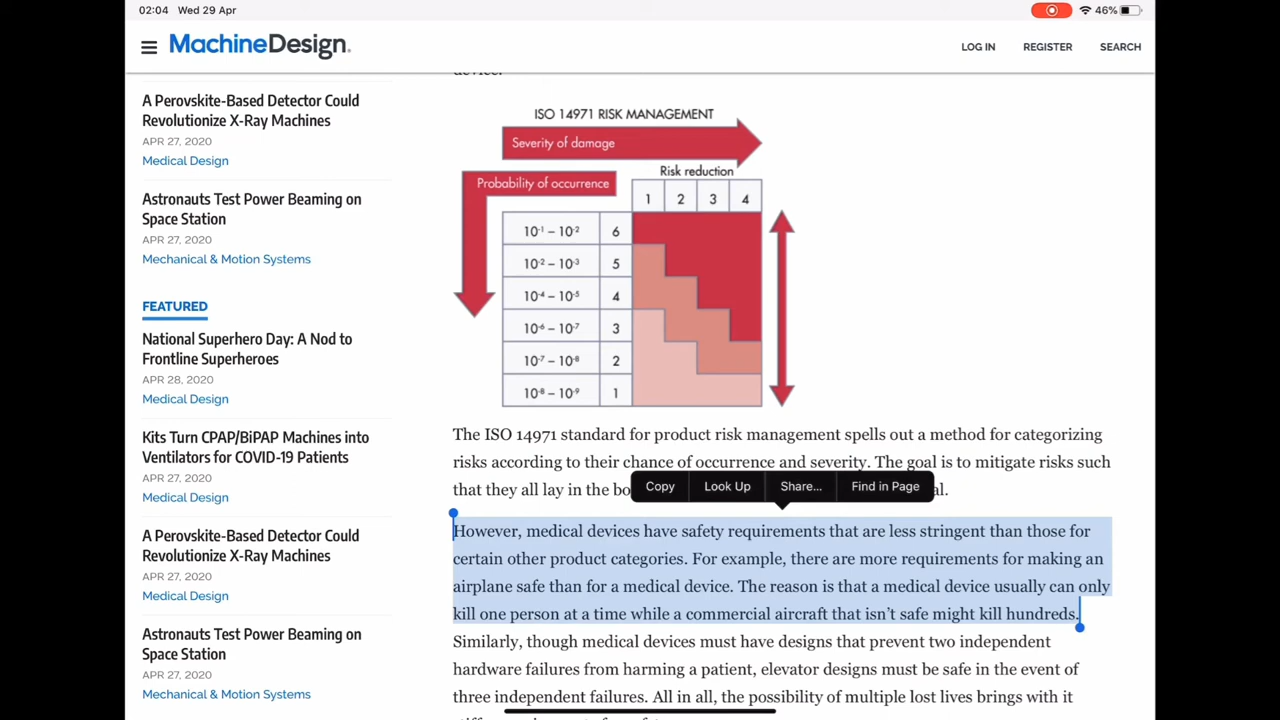 02:04 Wed 29 Apr
46%
MachineDesign.
LOG IN REGISTER SEARCH
A Perovskite-Based Detector Could
Revolutionize X-Ray Machines
APR 27, 2020
Medical Design
Astronauts Test Power Beaming on
Space Station
APR 27, 2020
Mechanical & Motion Systems
FEATURED
National Superhero Day: A Nod to
Frontline Superheroes
APR 28, 2020
Medical Design
Kits Turn CPAP/BiPAP Machines into
Ventilators for COVID-19 Patients
APR 27, 2020
Medical Design
A Perovskite-Based Detector Could
Revolutionize X-Ray Machines
APR 27, 2020
Medical Design
Astronauts Test Power Beaming on
Space Station
APR 27, 2020
Mechanical & Motion Systems
device.
ISO 14971 RISK MANAGEMENT
Severity of damage
Risk reduction
Probability of occurrence
1 2 3 4
10⁻¹ – 10⁻² 6
10⁻² – 10⁻³ 5
10⁻⁴ – 10⁻⁵ 4
10⁻⁶ – 10⁻⁷ 3
10⁻⁷ – 10⁻⁸ 2
10⁻⁸ – 10⁻⁹ 1
The ISO 14971 standard for product risk management spells out a method for categorizing
risks according to their chance of occurrence and severity. The goal is to mitigate risks such
that they all lay in the
Copy Look Up Share... Find in Page
However, medical devices have safety requirements that are less stringent than those for
certain other product categories. For example, there are more requirements for making an
airplane safe than for a medical device. The reason is that a medical device usually can only
kill one person at a time while a commercial aircraft that isn’t safe might kill hundreds.
Similarly, though medical devices must have designs that prevent two independent
hardware failures from harming a patient, elevator designs must be safe in the event of
three independent failures. All in all, the possibility of multiple lost lives brings with it